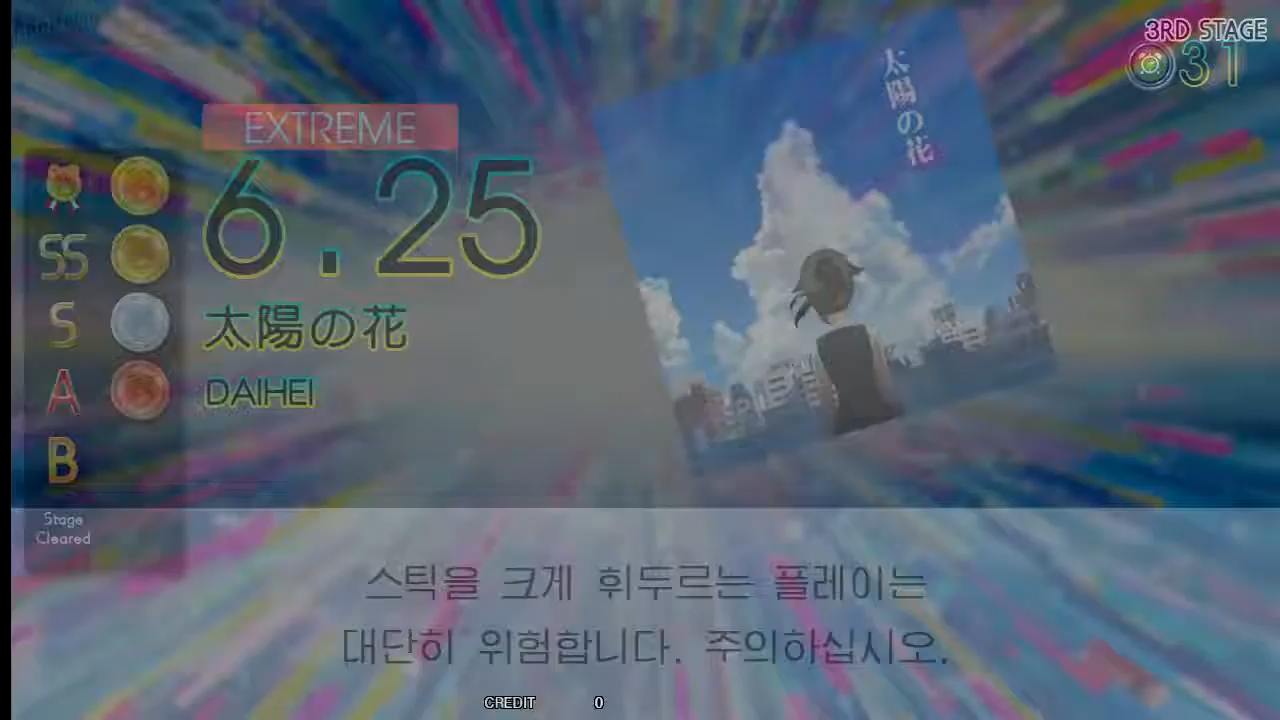 3RD STAGE
31
太陽の花
EXTREME
6.25
太陽の花
DAIHEI
SS
S
A
B
Stage
Cleared
스틱을 크게 휘두르는 플레이는
대단히 위험합니다. 주의하십시오.
CREDIT 0